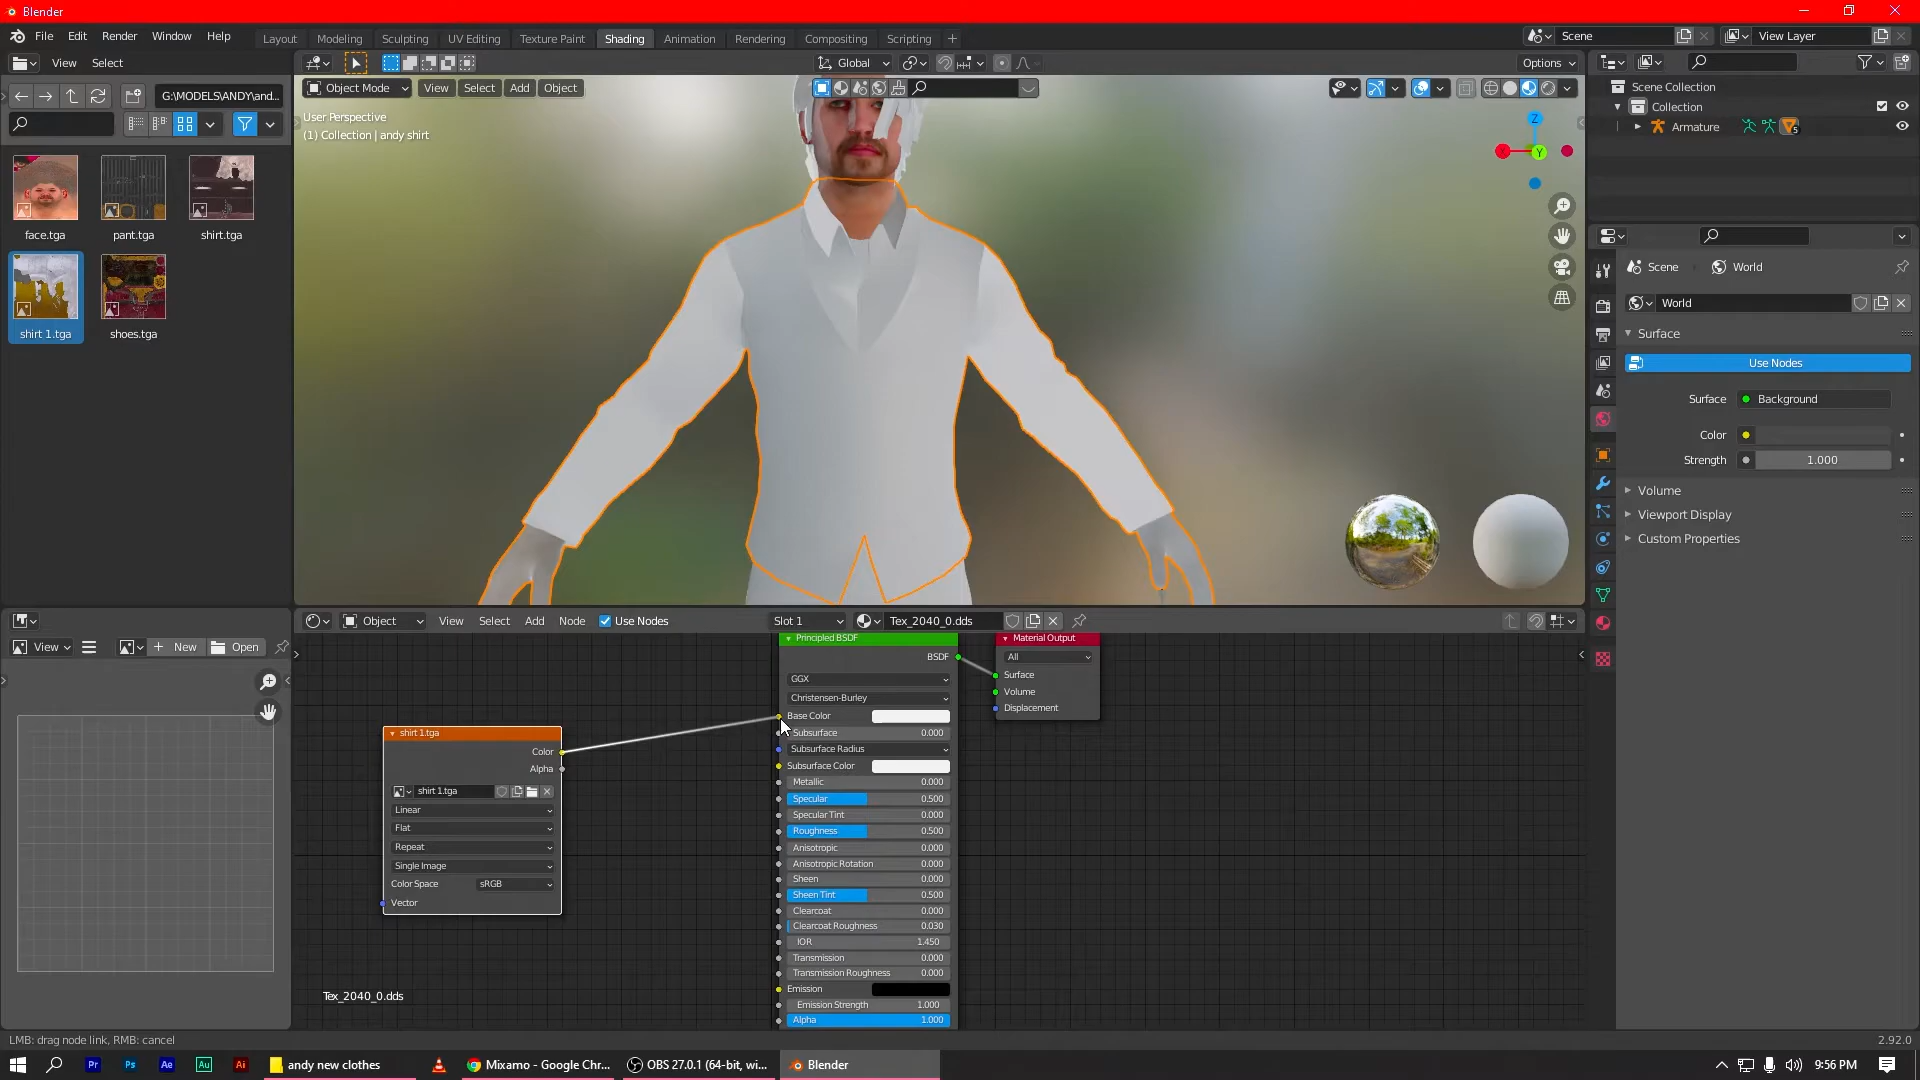 Blender
File Edit Render Window Help
Layout Modeling Sculpting UV Editing Texture Paint Shading Animation Rendering Compositing Scripting
Scene
View Layer
View Select
Global
Options
G:\MODELS\ANDY\and...
Object Mode View Select Add Object
User Perspective
(1) Collection | andy shirt
Z
X
Y
Scene Collection
Collection
Armature
5
face.tga
pant.tga
shirt.tga
shirt 1.tga
shoes.tga
Scene World
World
Surface
Use Nodes
Surface Background
Color
Strength 1.000
Volume
Viewport Display
Custom Properties
View New Open
Object View Select Add Node Use Nodes Slot 1 Tex_2040_0.dds
Principled BSDF
BSDF
GGX
Christensen-Burley
Base Color
Subsurface 0.000
Subsurface Radius
Subsurface Color
Metallic 0.000
Specular 0.500
Specular Tint 0.000
Roughness 0.500
Anisotropic 0.000
Anisotropic Rotation 0.000
Sheen 0.000
Sheen Tint 0.500
Clearcoat 0.000
Clearcoat Roughness 0.030
IOR 1.450
Transmission 0.000
Transmission Roughness 0.000
Emission
Emission Strength 1.000
Alpha 1.000
Material Output
All
Surface
Volume
Displacement
shirt 1.tga
Color
Alpha
shirt 1.tga
Linear
Flat
Repeat
Single Image
Color Space sRGB
Vector
Tex_2040_0.dds
LMB: drag node link, RMB: cancel
2.92.0
Pr Ps Ae Au Ai andy new clothes Mixamo - Google Chr... OBS 27.0.1 (64-bit, wi... Blender 9:56 PM